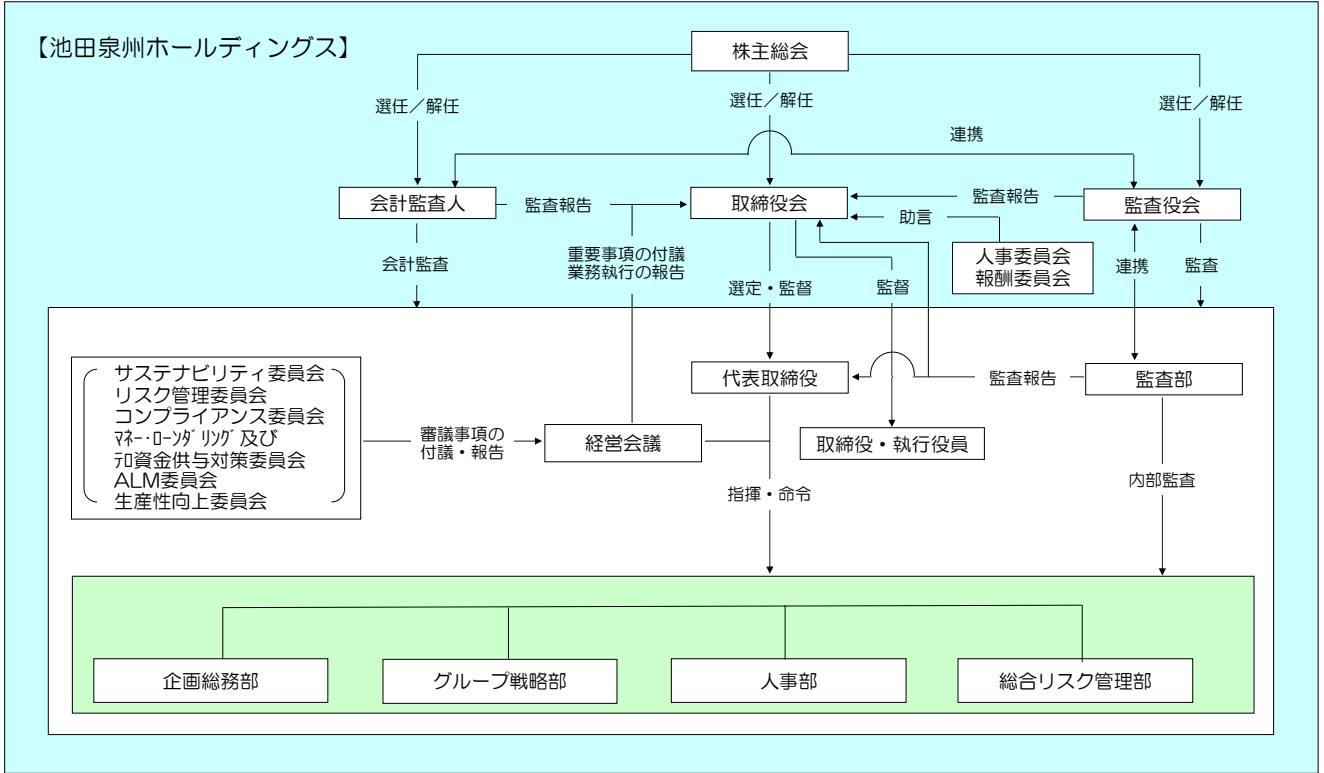 【池田泉州ホールディングス】
株主総会
選任／解任
選任／解任
選任／解任
連携
会計監査人
監査報告
取締役会
監査報告
監査役会
助言
人事委員会
報酬委員会
会計監査
重要事項の付議
業務執行の報告
選定・監督
監督
連携
監査
サステナビリティ委員会
リスク管理委員会
コンプライアンス委員会
ﾏﾈｰ･ﾛｰﾝﾀﾞﾘﾝｸﾞ及び
ﾃﾛ資金供与対策委員会
ALM委員会
生産性向上委員会
審議事項の
付議・報告
経営会議
代表取締役
監査報告
監査部
取締役・執行役員
指揮・命令
内部監査
企画総務部
グループ戦略部
人事部
総合リスク管理部